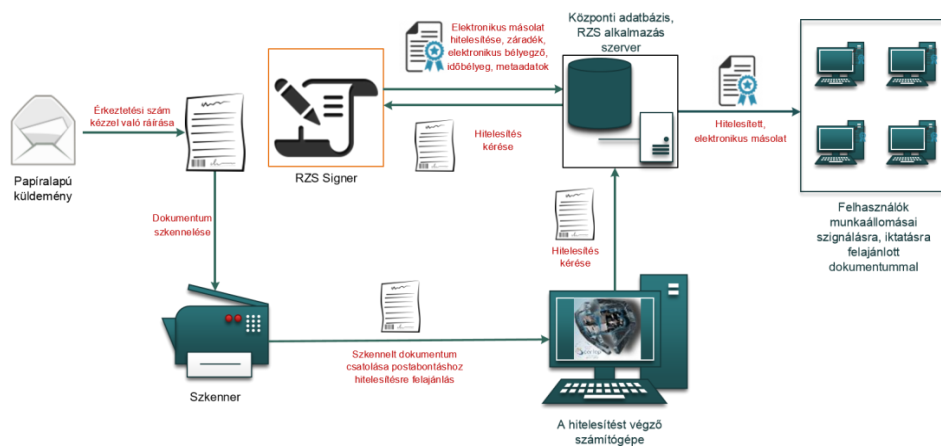 Papíralapú
küldemény
Érkeztetési szám
kézzel való ráírása
Dokumentum
szkennelése
Szkenner
Szkennelt dokumentum
csatolása postabontáshoz
hitelesítésre felajánlás
A hitelesítést végző
számítógépe
Hitelesítés
kérése
Központi adatbázis,
RZS alkalmazás
szerver
Hitelesítés
kérése
RZS Signer
Elektronikus másolat
hitelesítése, záradék,
elektronikus bélyegző,
időbélyeg, metaadatok
Hitelesített,
elektronikus másolat
Felhasználók
munkaállomásai
szignálásra, iktatásra
felajánlott
dokumentummal